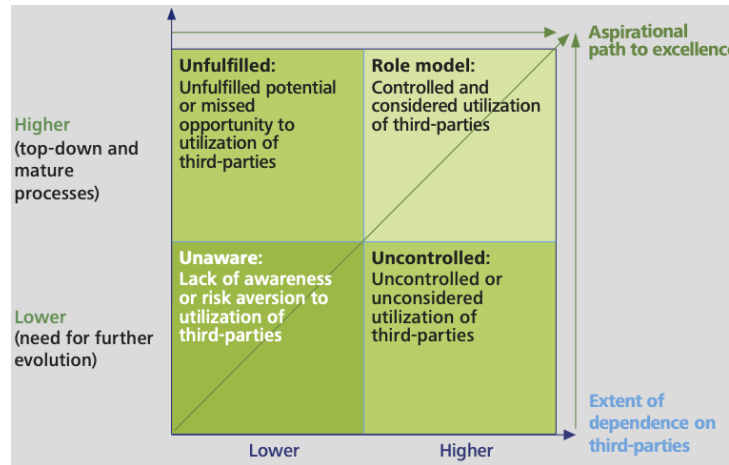 Aspirational
path to excellence
Unfulfilled:
Unfulfilled potential
or missed
opportunity to
utilization of
third-parties
Role model:
Controlled and
considered utilization
of third-parties
Higher
(top-down and
mature
processes)
Unaware:
Lack of awareness
or risk aversion to
utilization of
third-parties
Uncontrolled:
Uncontrolled or
unconsidered
utilization of
third-parties
Lower
(need for further
evolution)
Extent of
dependence on
third-parties
Lower
Higher